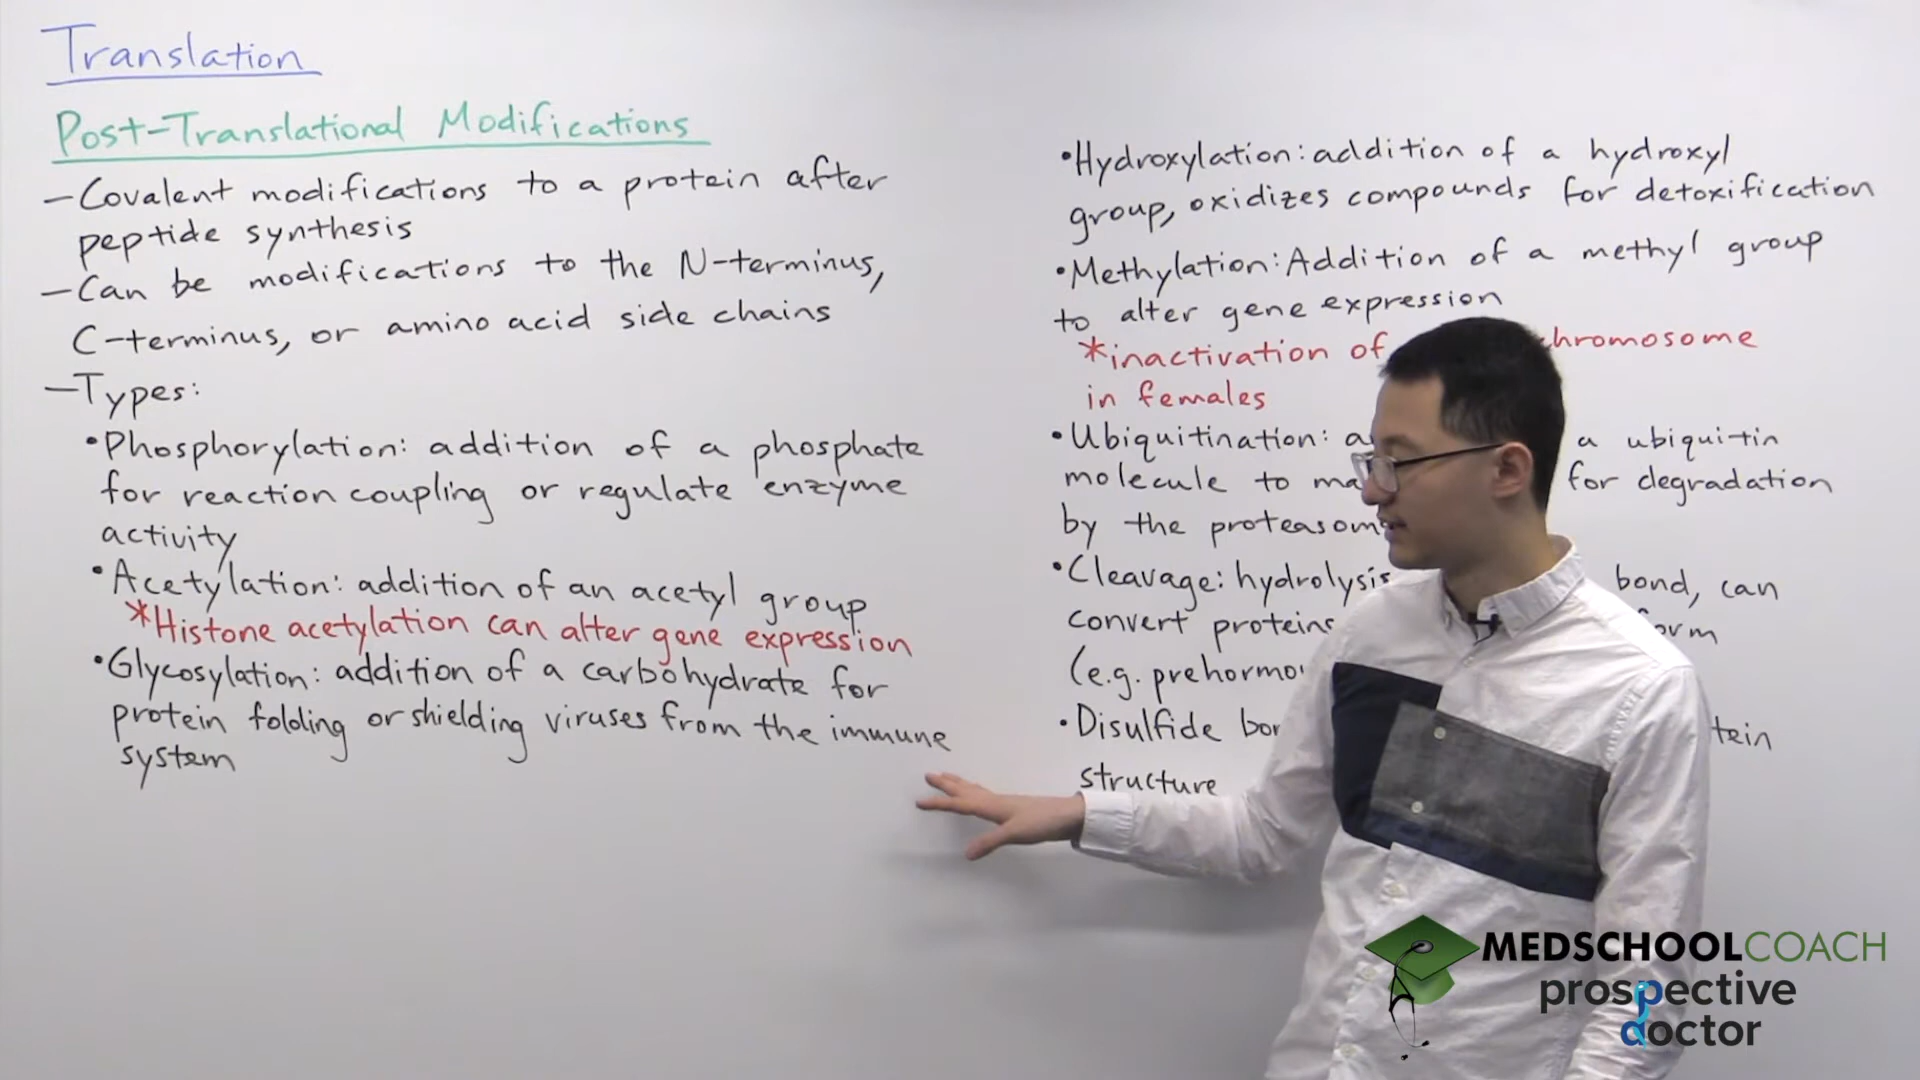 Translation
Post-Translational Modifications
-Covalent modifications to a protein after
peptide synthesis
-Can be modifications to the N-terminus,
C-terminus, or amino acid side chains
-Types:
•Phosphorylation: addition of a phosphate
for reaction coupling or regulate enzyme
activity
•Acetylation: addition of an acetyl group
*Histone acetylation can alter gene expression
•Glycosylation: addition of a carbohydrate for
protein folding or shielding viruses from the immune
system
•Hydroxylation: addition of a hydroxyl
group, oxidizes compounds for detoxification
•Methylation: Addition of a methyl group
to alter gene expression
*inactivation of hromosome
in females
•Ubiquitination: a a ubiquitin
molecule to ma for degradation
by the proteasom
•Cleavage: hydrolysis bond, can
convert proteins orm
(e.g. prehormo
•Disulfide bon tein
structure
MEDSCHOOLCOACH
prospective
doctor